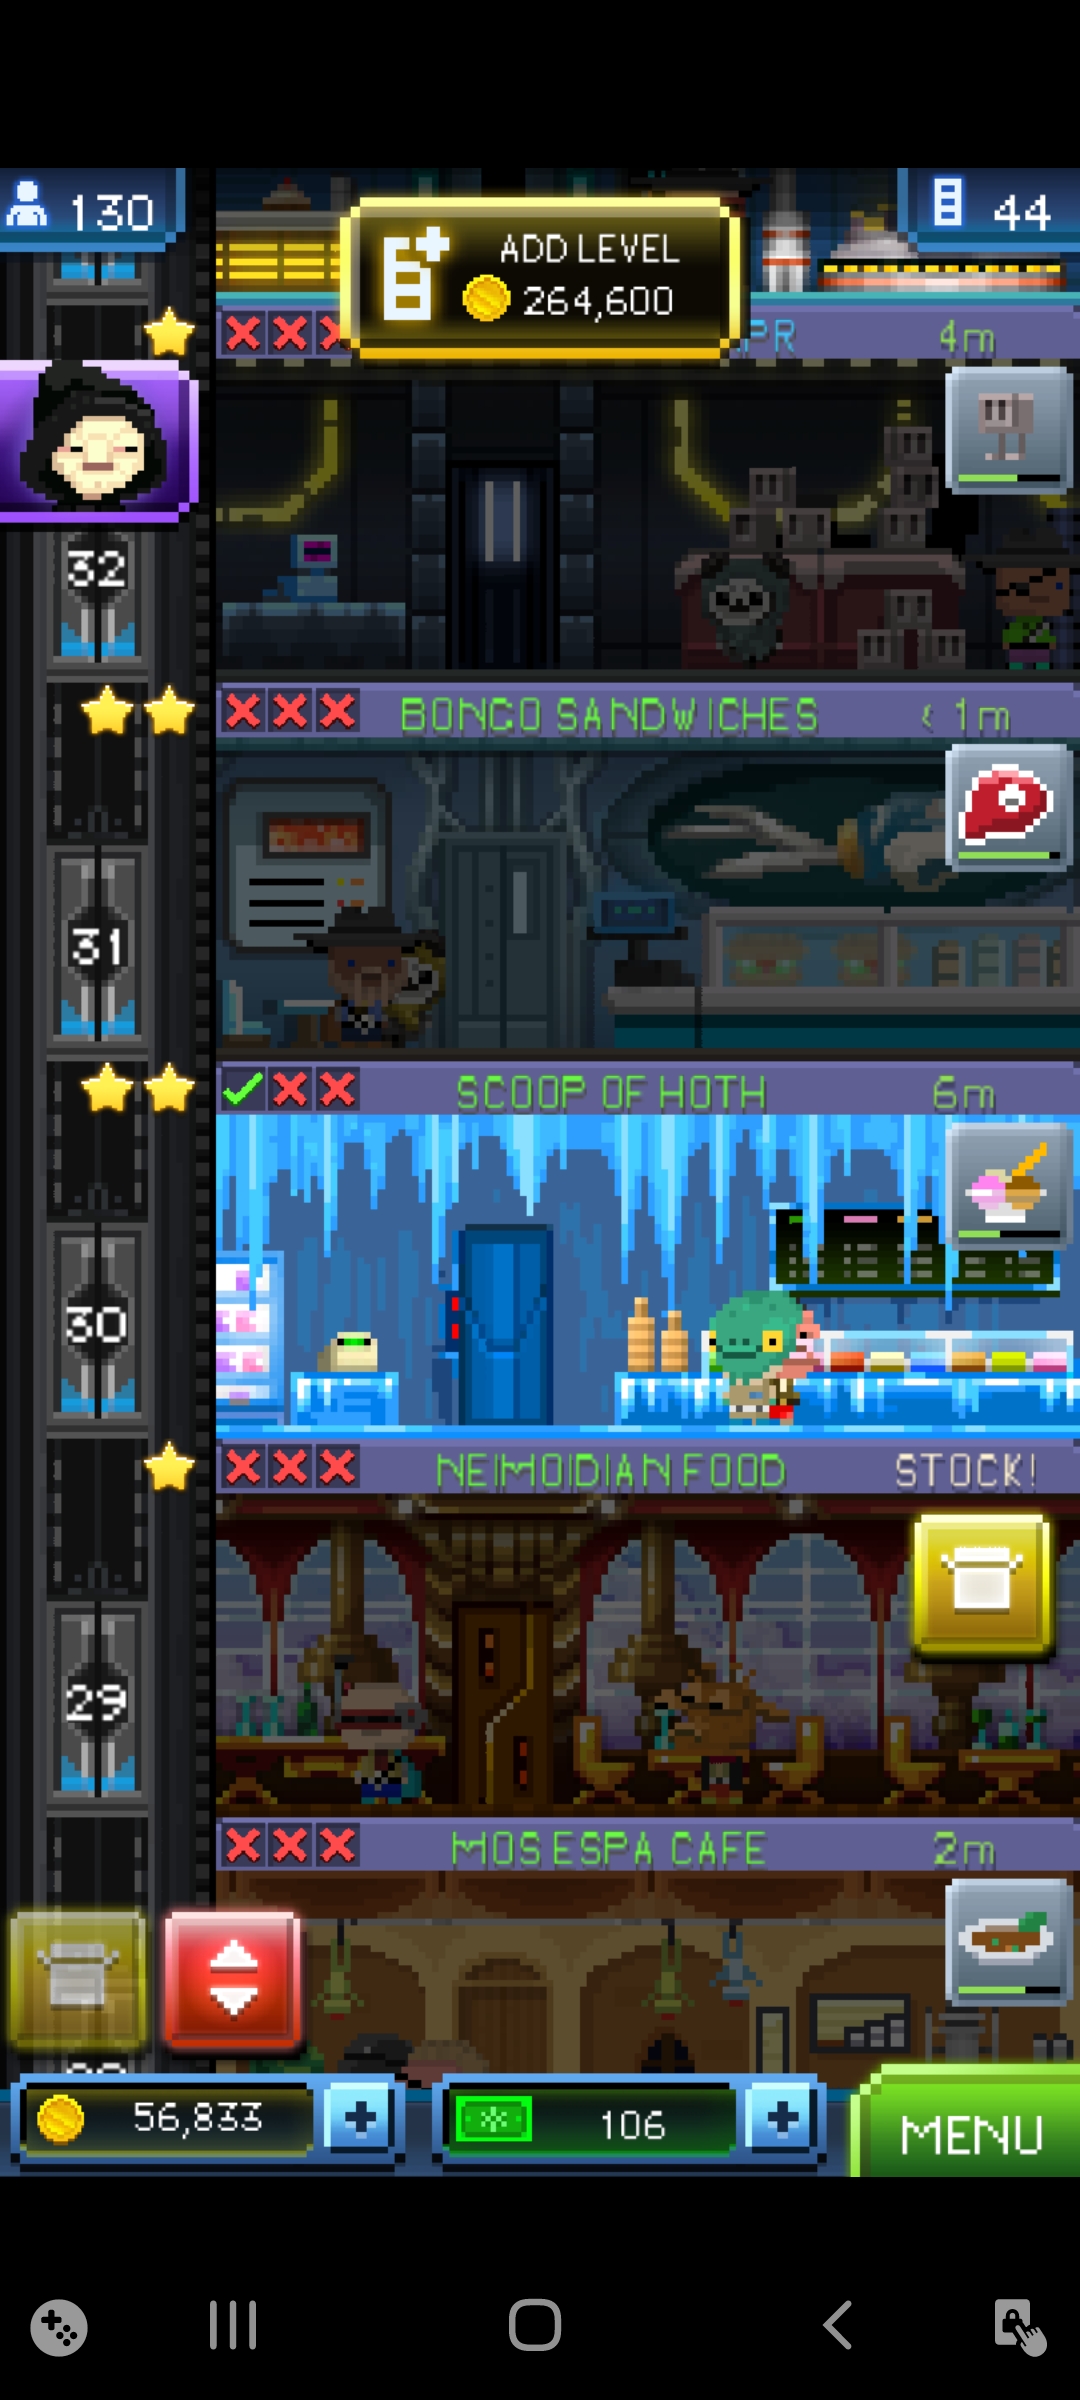 130
44
ADD LEVEL
264,600
4m
32
BONGO SANDWICHES < 1m
31
SCOOP OF HOTH 6m
30
NEIMOIDIAN FOOD STOCK!
29
MOS ESPA CAFE 2m
56,833
106
MENU